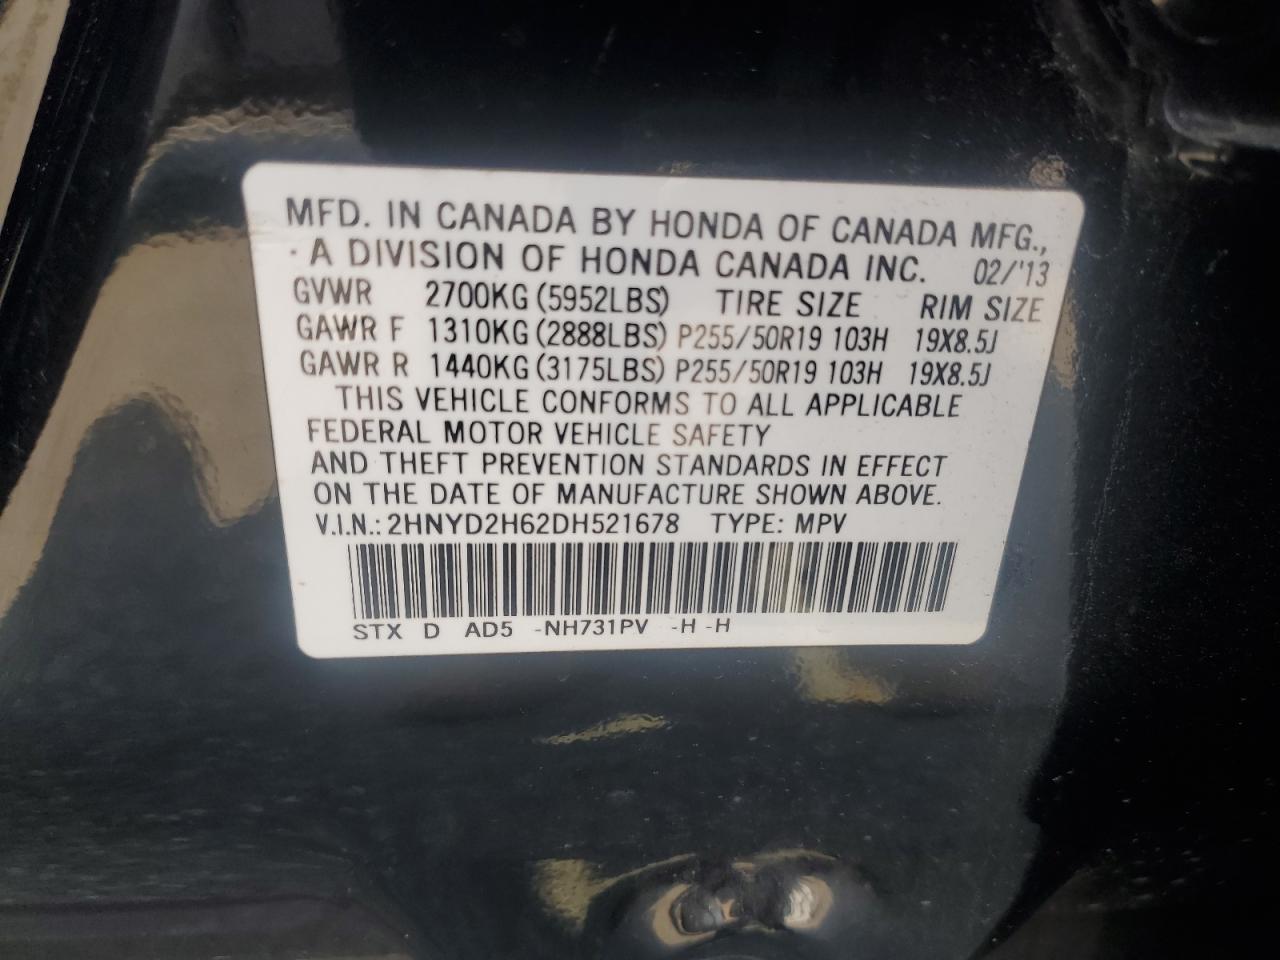 MFD. IN CANADA BY HONDA OF CANADA MFG.,
A DIVISION OF HONDA CANADA INC. 02/'13
GVWR 2700KG (5952LBS) TIRE SIZE RIM SIZE
GAWR F 1310KG (2888LBS) P255/50R19 103H 19X8.5J
GAWR R 1440KG (3175LBS) P255/50R19 103H 19X8.5J
THIS VEHICLE CONFORMS TO ALL APPLICABLE
FEDERAL MOTOR VEHICLE SAFETY
AND THEFT PREVENTION STANDARDS IN EFFECT
ON THE DATE OF MANUFACTURE SHOWN ABOVE.
V.I.N.: 2HNYD2H62DH521678 TYPE: MPV
STX D AD5 -NH731PV -H -H